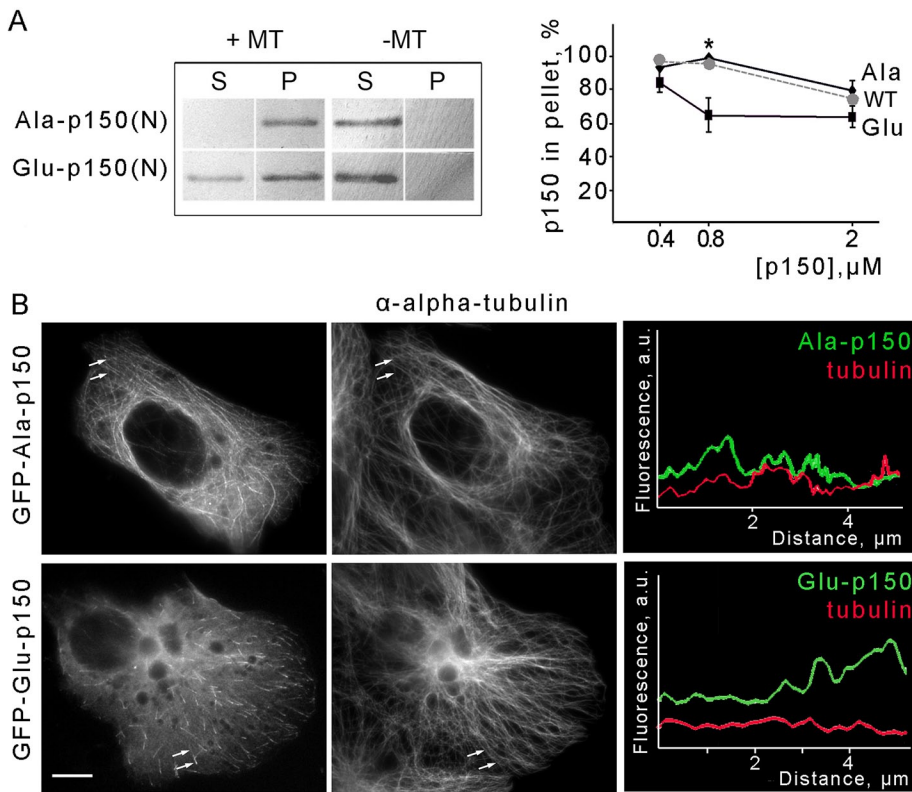 A
+ MT -MT
S P S P
Ala-p150(N)
Glu-p150(N)
p150 in pellet, %
100
80
60
40
20
*
Ala
WT
Glu
0.4 0.8 2
[p150],µM
B
α-alpha-tubulin
GFP-Ala-p150
Fluorescence, a.u.
Ala-p150
tubulin
2 4
Distance, µm
GFP-Glu-p150
Fluorescence, a.u.
Glu-p150
tubulin
2 4
Distance, µm